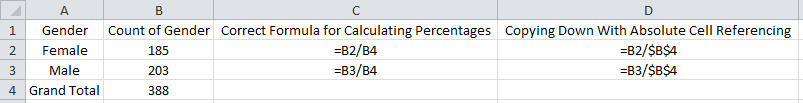 A B C D
1 Gender Count of Gender Correct Formula for Calculating Percentages Copying Down With Absolute Cell Referencing
2 Female 185 =B2/B4 =B2/$B$4
3 Male 203 =B3/B4 =B3/$B$4
4 Grand Total 388